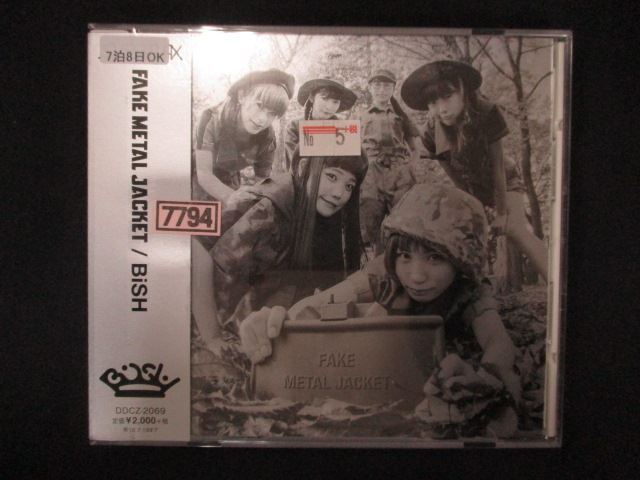 7泊8日OK
FAKE METAL JACKET / BiSH
7794
No 5
BiSH
DDCZ-2069
定価¥2,000+税
FAKE
METAL JACKET